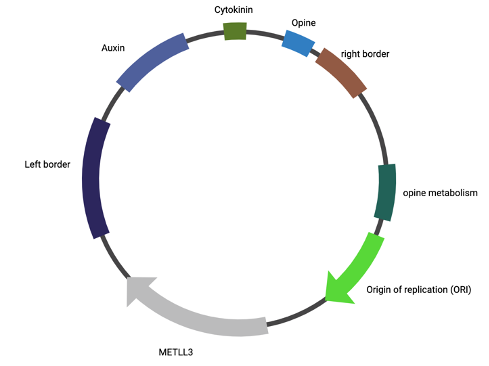 Cytokinin
Opine
Auxin
right border
Left border
opine metabolism
Origin of replication (ORI)
METLL3